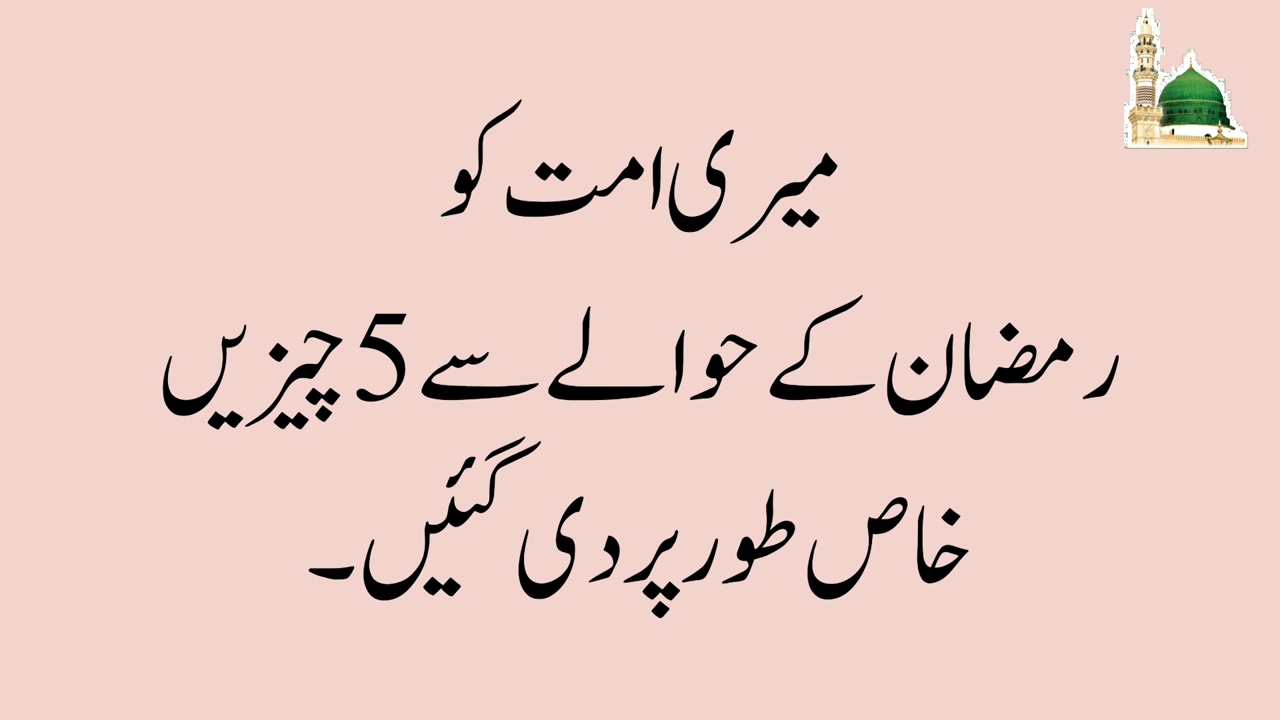 میری امت کو
رمضان کے حوالے سے 5 چیزیں
خاص طور پر دی گئیں۔